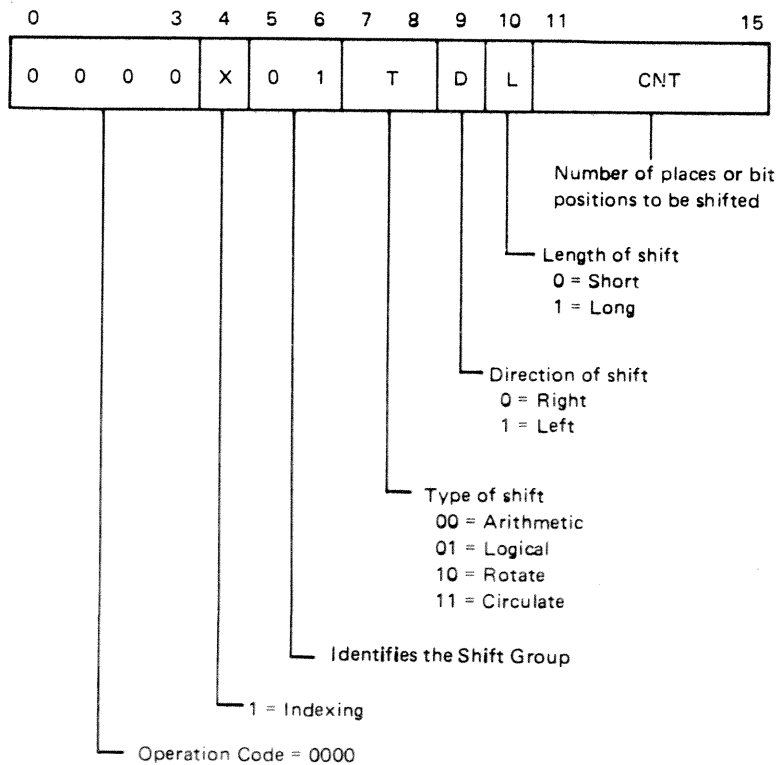 0 3 4 5 6 7 8 9 10 11 15
0 0 0 0 X 0 1 T D L CNT
Number of places or bit
positions to be shifted
Length of shift
0 = Short
1 = Long
Direction of shift
0 = Right
1 = Left
Type of shift
00 = Arithmetic
01 = Logical
10 = Rotate
11 = Circulate
Identifies the Shift Group
1 = Indexing
Operation Code = 0000